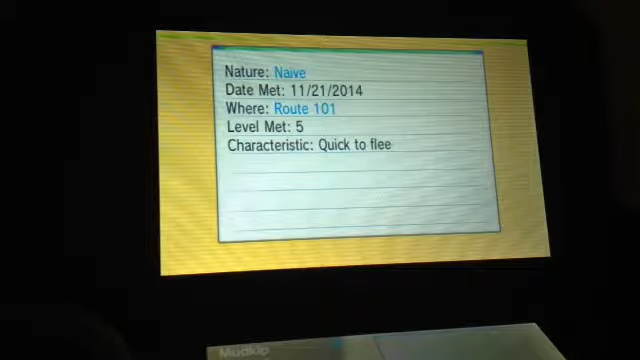 Nature: Naive
Date Met: 11/21/2014
Where: Route 101
Level Met: 5
Characteristic: Quick to flee
Mudkip